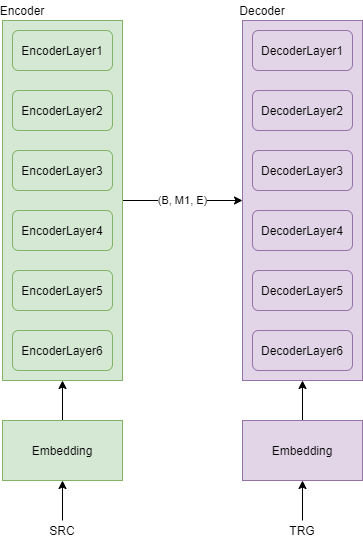 Encoder
EncoderLayer1
EncoderLayer2
EncoderLayer3
EncoderLayer4
EncoderLayer5
EncoderLayer6
Embedding
SRC
(B, M1, E)
Decoder
DecoderLayer1
DecoderLayer2
DecoderLayer3
DecoderLayer4
DecoderLayer5
DecoderLayer6
Embedding
TRG